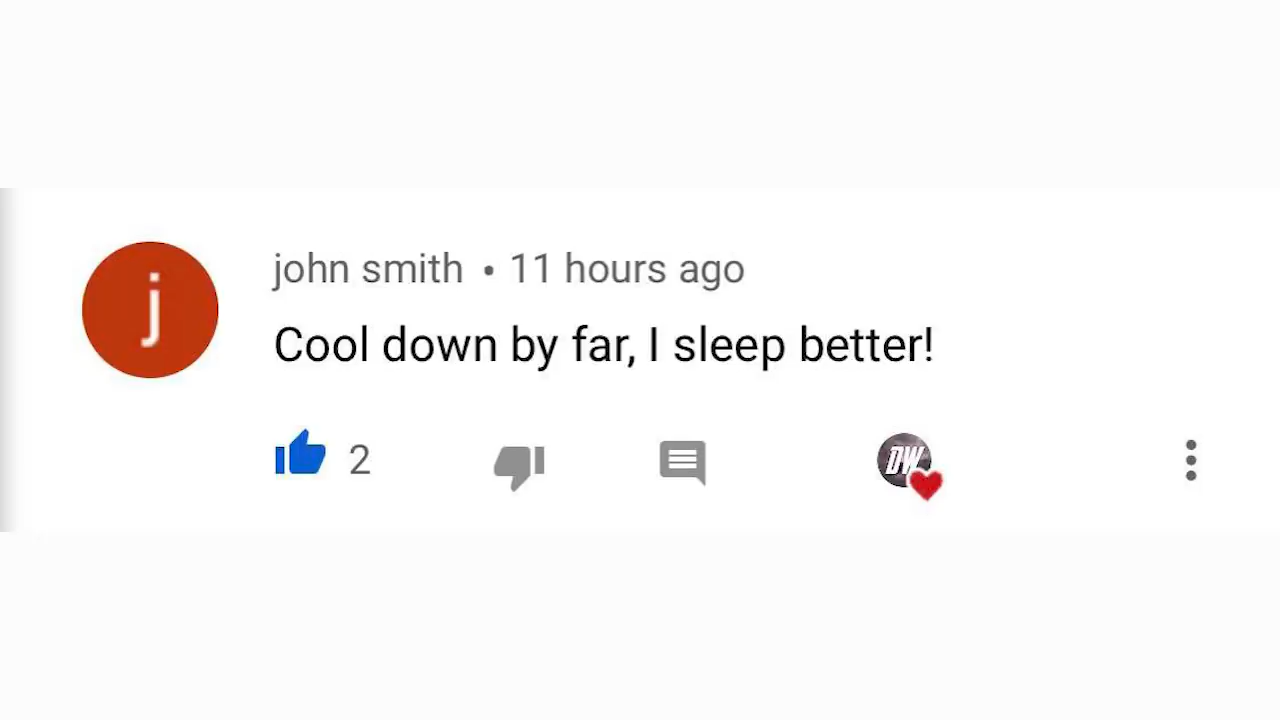 j
john smith • 11 hours ago
Cool down by far, I sleep better!
2
DW